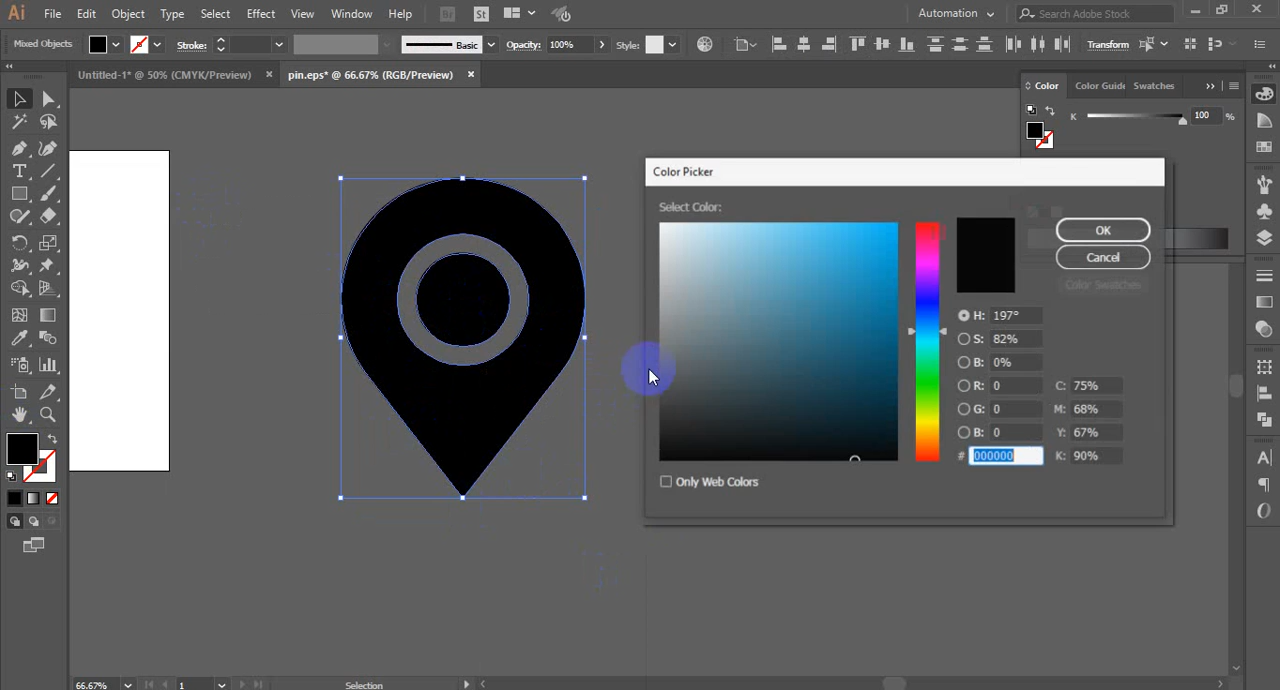 Ai File Edit Object Type Select Effect View Window Help Br St Automation Search Adobe Stock
Mixed Objects Stroke: Basic Opacity: 100% Style: Transform
Untitled-1* @ 50% (CMYK/Preview) × pin.eps* @ 66.67% (RGB/Preview) ×
Color Color Guide Swatches
K 100 %
Color Picker
Select Color:
OK
Cancel
Color Swatches
H: 197°
S: 82%
B: 0%
R: 0 C: 75%
G: 0 M: 68%
B: 0 Y: 67%
# 000000 K: 90%
Only Web Colors
66.67% 1 Selection